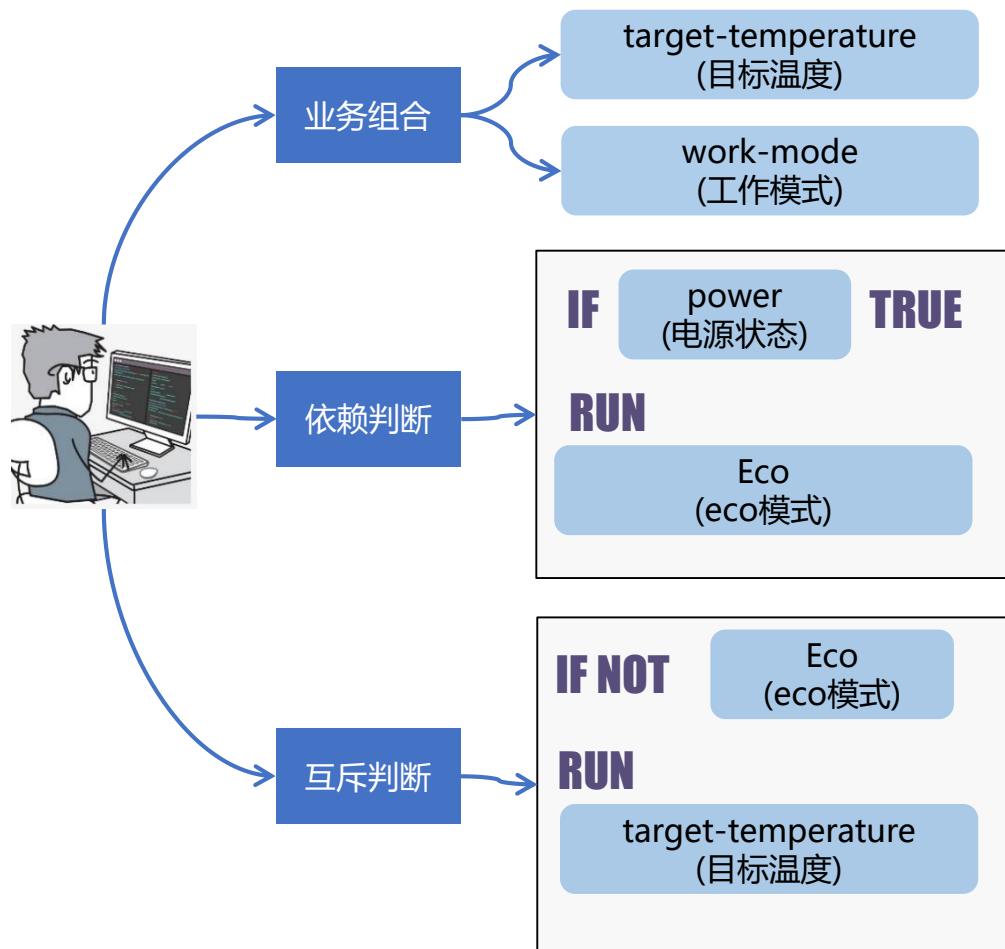 业务组合
target-temperature
(目标温度)
work-mode
(工作模式)
依赖判断
IF
power
(电源状态)
TRUE
RUN
Eco
(eco模式)
互斥判断
IF NOT
Eco
(eco模式)
RUN
target-temperature
(目标温度)